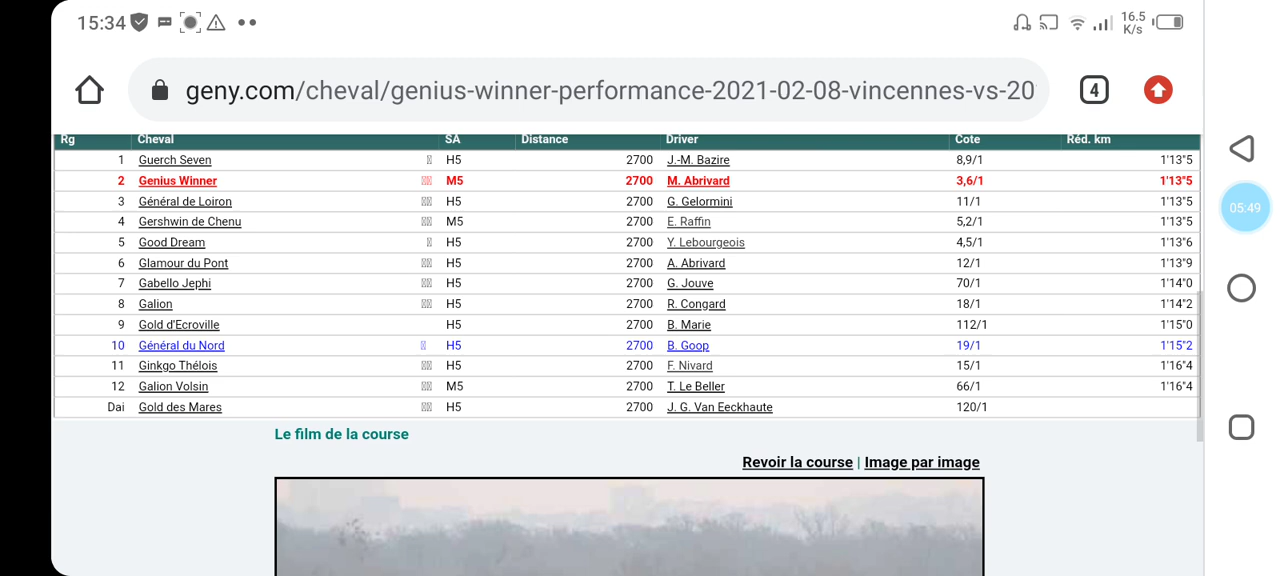 15:34 16.5 K/s
geny.com/cheval/genius-winner-performance-2021-02-08-vincennes-vs-20 4
Rg Cheval SA Distance Driver Cote Réd. km
1 Guerch Seven H5 2700 J.-M. Bazire 8,9/1 1'13"5
2 Genius Winner M5 2700 M. Abrivard 3,6/1 1'13"5
3 Général de Loiron H5 2700 G. Gelormini 11/1 1'13"5
4 Gershwin de Chenu M5 2700 E. Raffin 5,2/1 1'13"5
5 Good Dream H5 2700 Y. Lebourgeois 4,5/1 1'13"6
6 Glamour du Pont H5 2700 A. Abrivard 12/1 1'13"9
7 Gabello Jephi H5 2700 G. Jouve 70/1 1'14"0
8 Galion H5 2700 R. Congard 18/1 1'14"2
9 Gold d'Ecroville H5 2700 B. Marie 112/1 1'15"0
10 Général du Nord H5 2700 B. Goop 19/1 1'15"2
11 Ginkgo Thélois H5 2700 F. Nivard 15/1 1'16"4
12 Galion Volsin M5 2700 T. Le Beller 66/1 1'16"4
Dai Gold des Mares H5 2700 J. G. Van Eeckhaute 120/1
05:49
Le film de la course
Revoir la course | Image par image